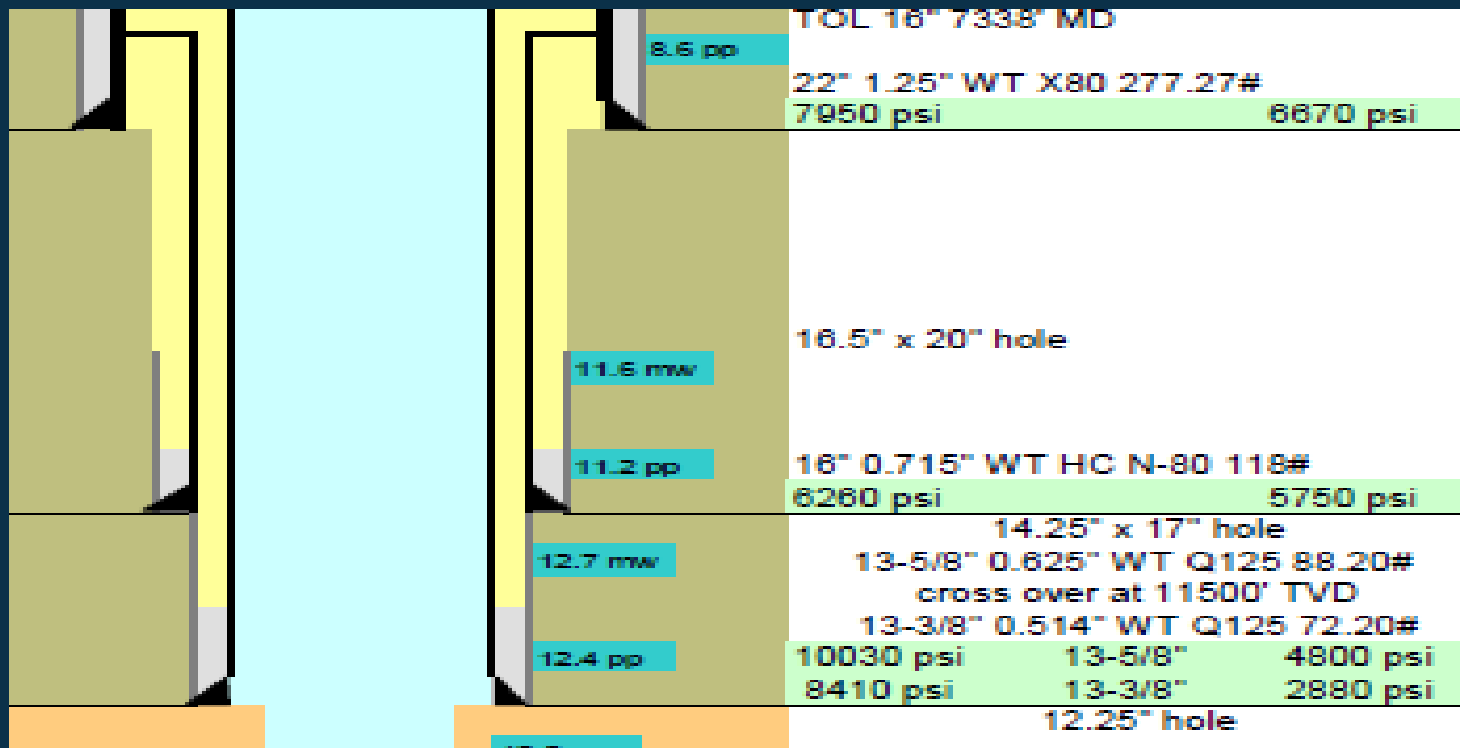 TOL 16" 7338' MD
8.6 pp
22" 1.25" WT X80 277.27#
7950 psi 6670 psi
16.5" x 20" hole
11.6 mw
16" 0.715" WT HC N-80 118#
11.2 pp
6260 psi 5750 psi
14.25" x 17" hole
12.7 mw
13-5/8" 0.625" WT Q125 88.20#
cross over at 11500' TVD
13-3/8" 0.514" WT Q125 72.20#
12.4 pp
10030 psi 13-5/8" 4800 psi
8410 psi 13-3/8" 2880 psi
12.25" hole